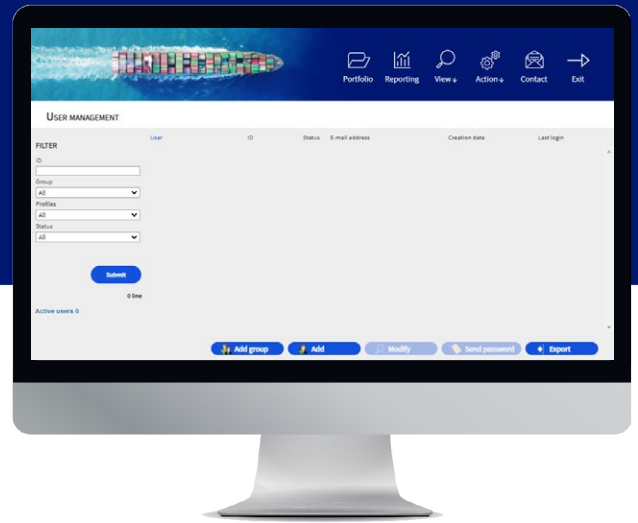 Portfolio Reporting View↓ Action↓ Contact Exit
USER MANAGEMENT
User ID Status E-mail address Creation date Last login
FILTER
ID
Group
All
Profiles
All
Status
All
Submit
0 line
Active users 0
Add group Add Modify Send password Export